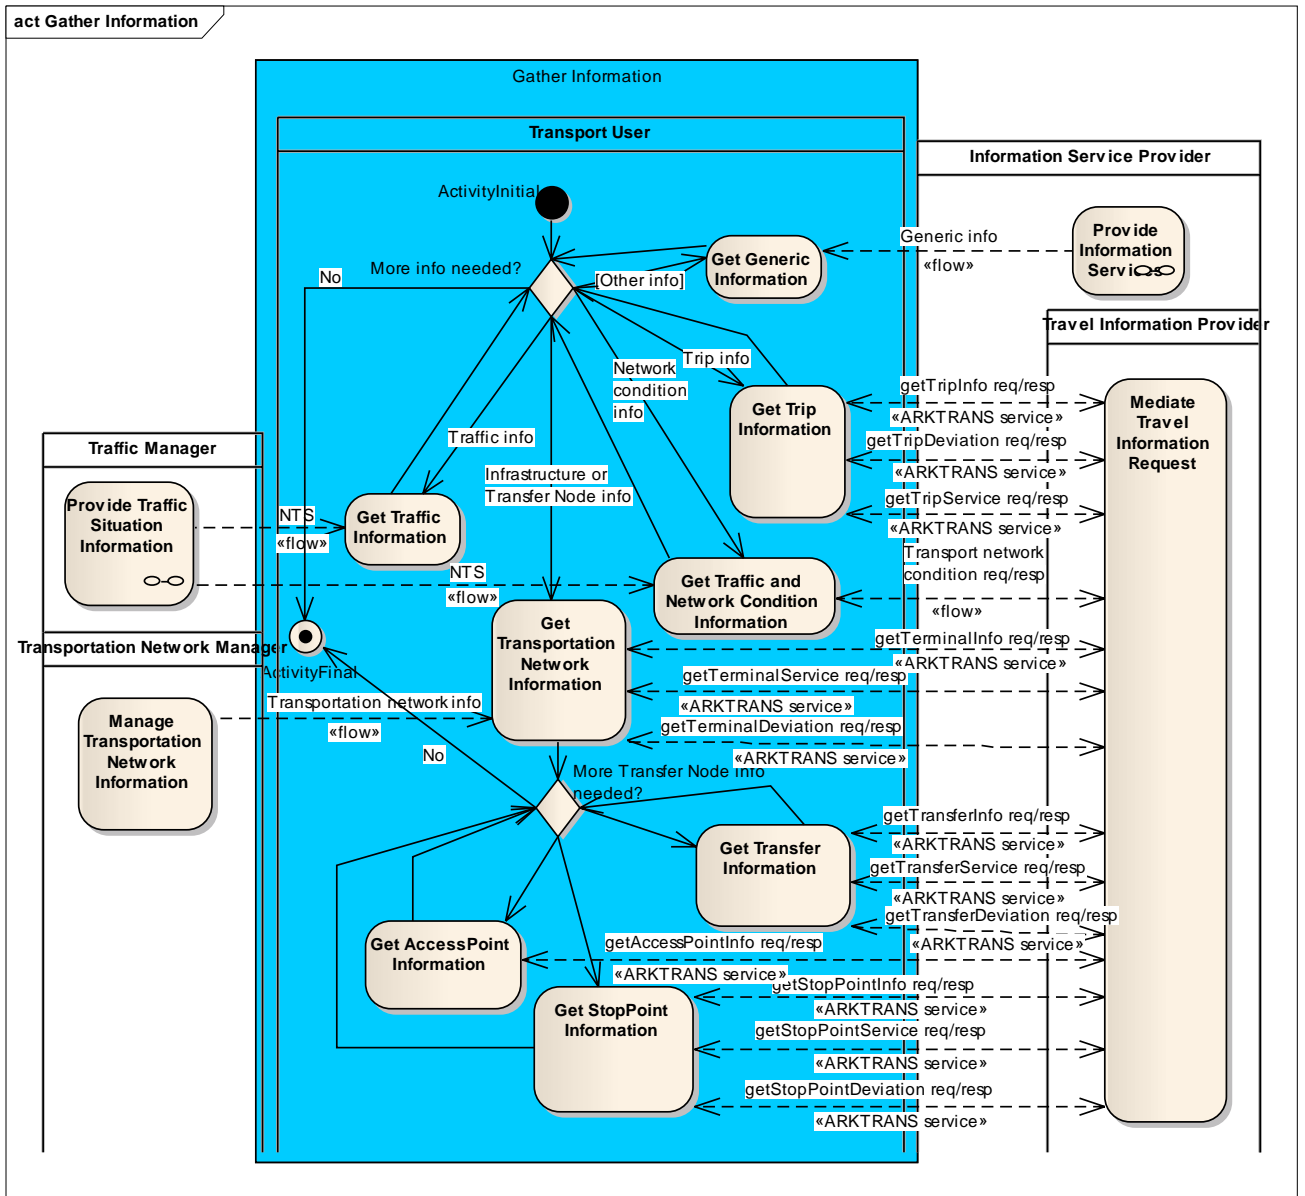 act Gather Information
Gather Information
Transport User
Information Service Provider
ActivityInitial
Generic info
«flow»
Provide
Information
Service
Get Generic
Information
More info needed?
[Other info]
No
Travel Information Provider
Trip info
Network
condition
info
getTripInfo req/resp
«ARKTRANS service»
Mediate
Travel
Information
Request
Get Trip
Information
getTripDeviation req/resp
«ARKTRANS service»
Traffic Manager
Traffic info
Infrastructure or
Transfer Node info
getTripService req/resp
«ARKTRANS service»
Provide Traffic
Situation
Information
NTS
«flow»
Get Traffic
Information
Transport network
condition req/resp
«flow»
NTS
«flow»
Get Traffic and
Network Condition
Information
Get
Transportation
Network
Information
getTerminalInfo req/resp
«ARKTRANS service»
Transportation Network Manager
ActivityFinal
getTerminalService req/resp
«ARKTRANS service»
Transportation network info
«flow»
Manage
Transportation
Network
Information
getTerminalDeviation req/resp
«ARKTRANS service»
No
More Transfer Node info
needed?
getTransferInfo req/resp
«ARKTRANS service»
Get Transfer
Information
getTransferService req/resp
«ARKTRANS service»
getTransferDeviation req/resp
«ARKTRANS service»
Get AccessPoint
Information
getAccessPointInfo req/resp
«ARKTRANS service»
getStopPointInfo req/resp
«ARKTRANS service»
Get StopPoint
Information
getStopPointService req/resp
«ARKTRANS service»
getStopPointDeviation req/resp
«ARKTRANS service»